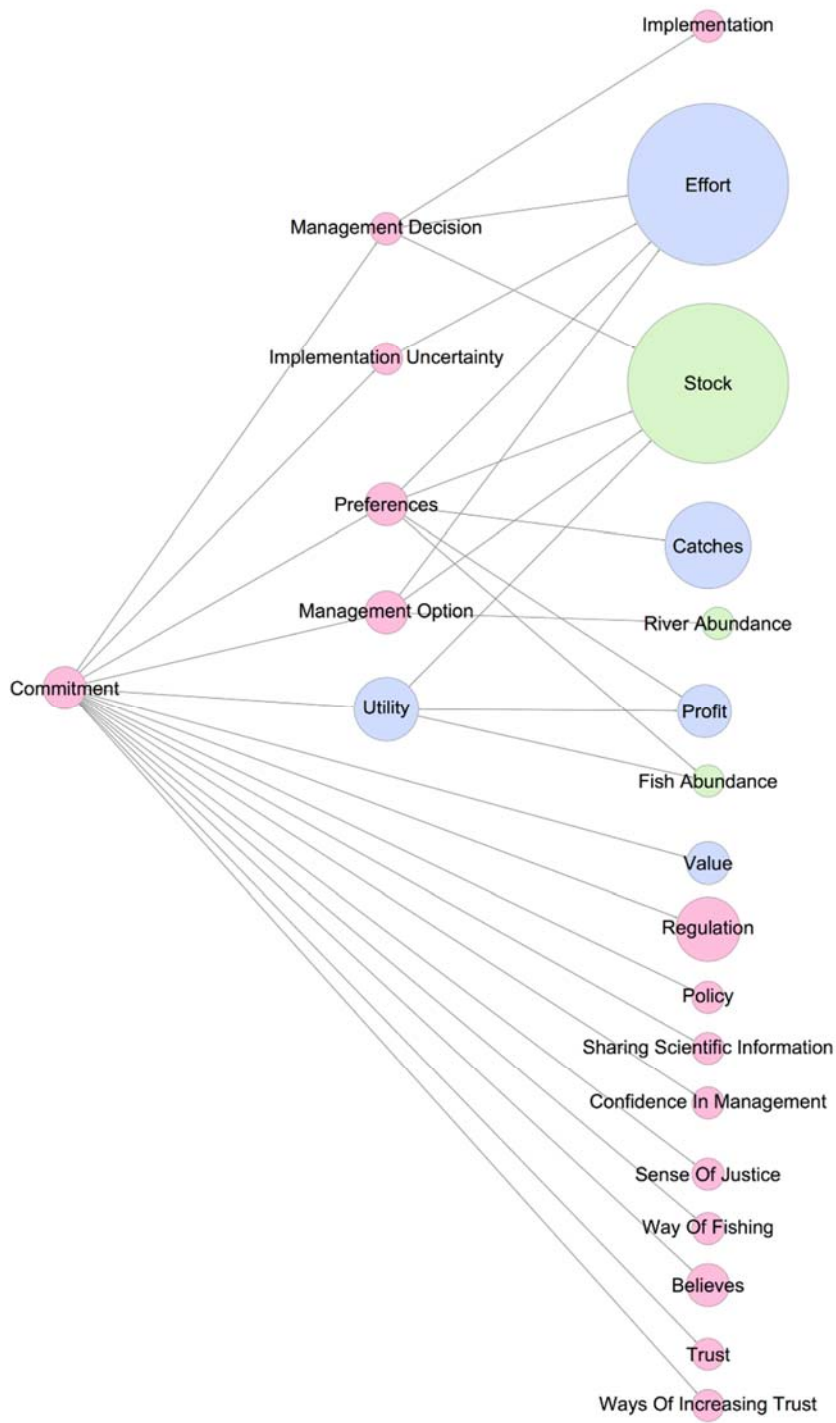 Implementation
Effort
Management Decision
Implementation Uncertainty
Stock
Preferences
Catches
Management Option
River Abundance
Commitment
Utility
Profit
Fish Abundance
Value
Regulation
Policy
Sharing Scientific Information
Confidence In Management
Sense Of Justice
Way Of Fishing
Believes
Trust
Ways Of Increasing Trust